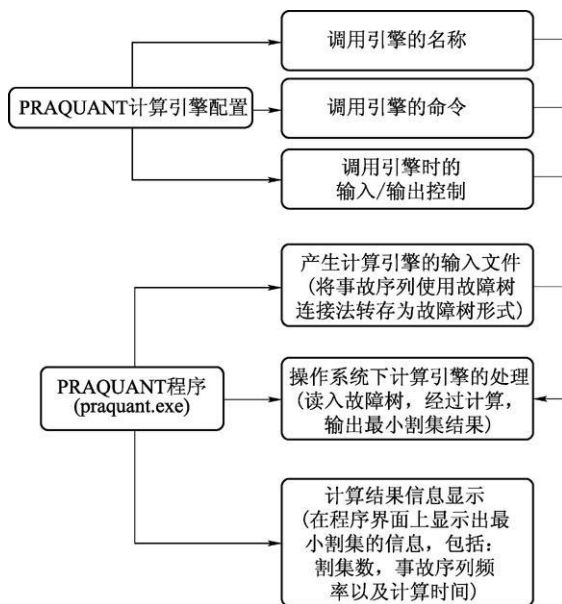 调用引擎的名称
PRAQUANT计算引擎配置
调用引擎的命令
调用引擎时的
输入/输出控制
产生计算引擎的输入文件
(将事故序列使用故障树
连接法转存为故障树形式)
PRAQUANT程序
(praquant.exe)
操作系统下计算引擎的处理
(读入故障树，经过计算，
输出最小割集结果)
计算结果信息显示
(在程序界面上显示出最
小割集的信息，包括：
割集数，事故序列频
率以及计算时间)